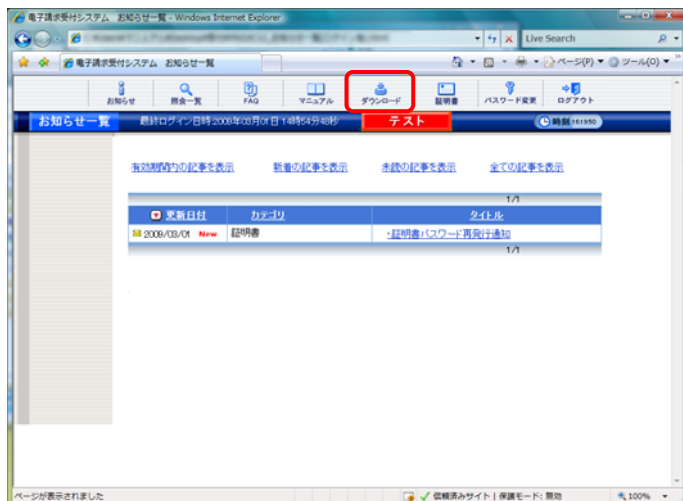 電子請求受付システム お知らせ一覧 - Windows Internet Explorer
Live Search
電子請求受付システム お知らせ一覧
ページ(P) ツール(O)
お知らせ 照会一覧 FAQ マニュアル ダウンロード 証明書 パスワード変更 ログアウト
お知らせ一覧 最終ログイン日時:2009年03月01日 14時54分48秒 テスト 時刻 161950
有効期間内の記事を表示 新着の記事を表示 未読の記事を表示 全ての記事を表示
1/1
更新日付 カテゴリ タイトル
2009/03/01 New 証明書 ・証明書パスワード再発行通知
1/1
ページが表示されました 信頼済みサイト | 保護モード: 無効 100%